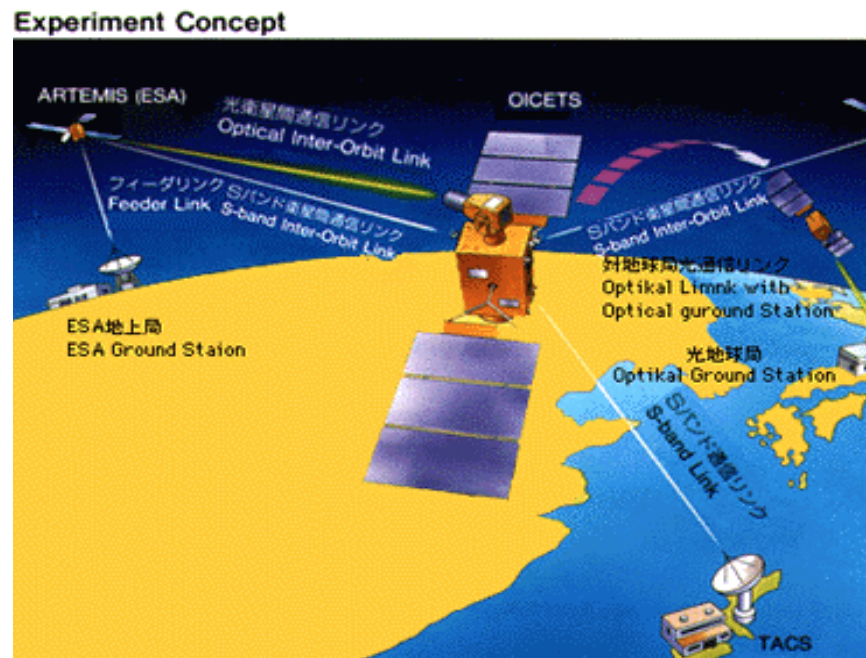 Experiment Concept
ARTEMIS (ESA)
OICETS
光衛星間通信リンク
Optical Inter-Orbit Link
フィーダリンク
Feeder Link
Sバンド衛星間通信リンク
S-band Inter-Orbit Link
Sバンド衛星間通信リンク
S-band Inter-Orbit Link
対地球局光通信リンク
Optikal Limnk with
Optical guround Station
ESA地上局
ESA Ground Staion
光地球局
Optikal Ground Station
Sバンド通信リンク
S-band Link
TACS